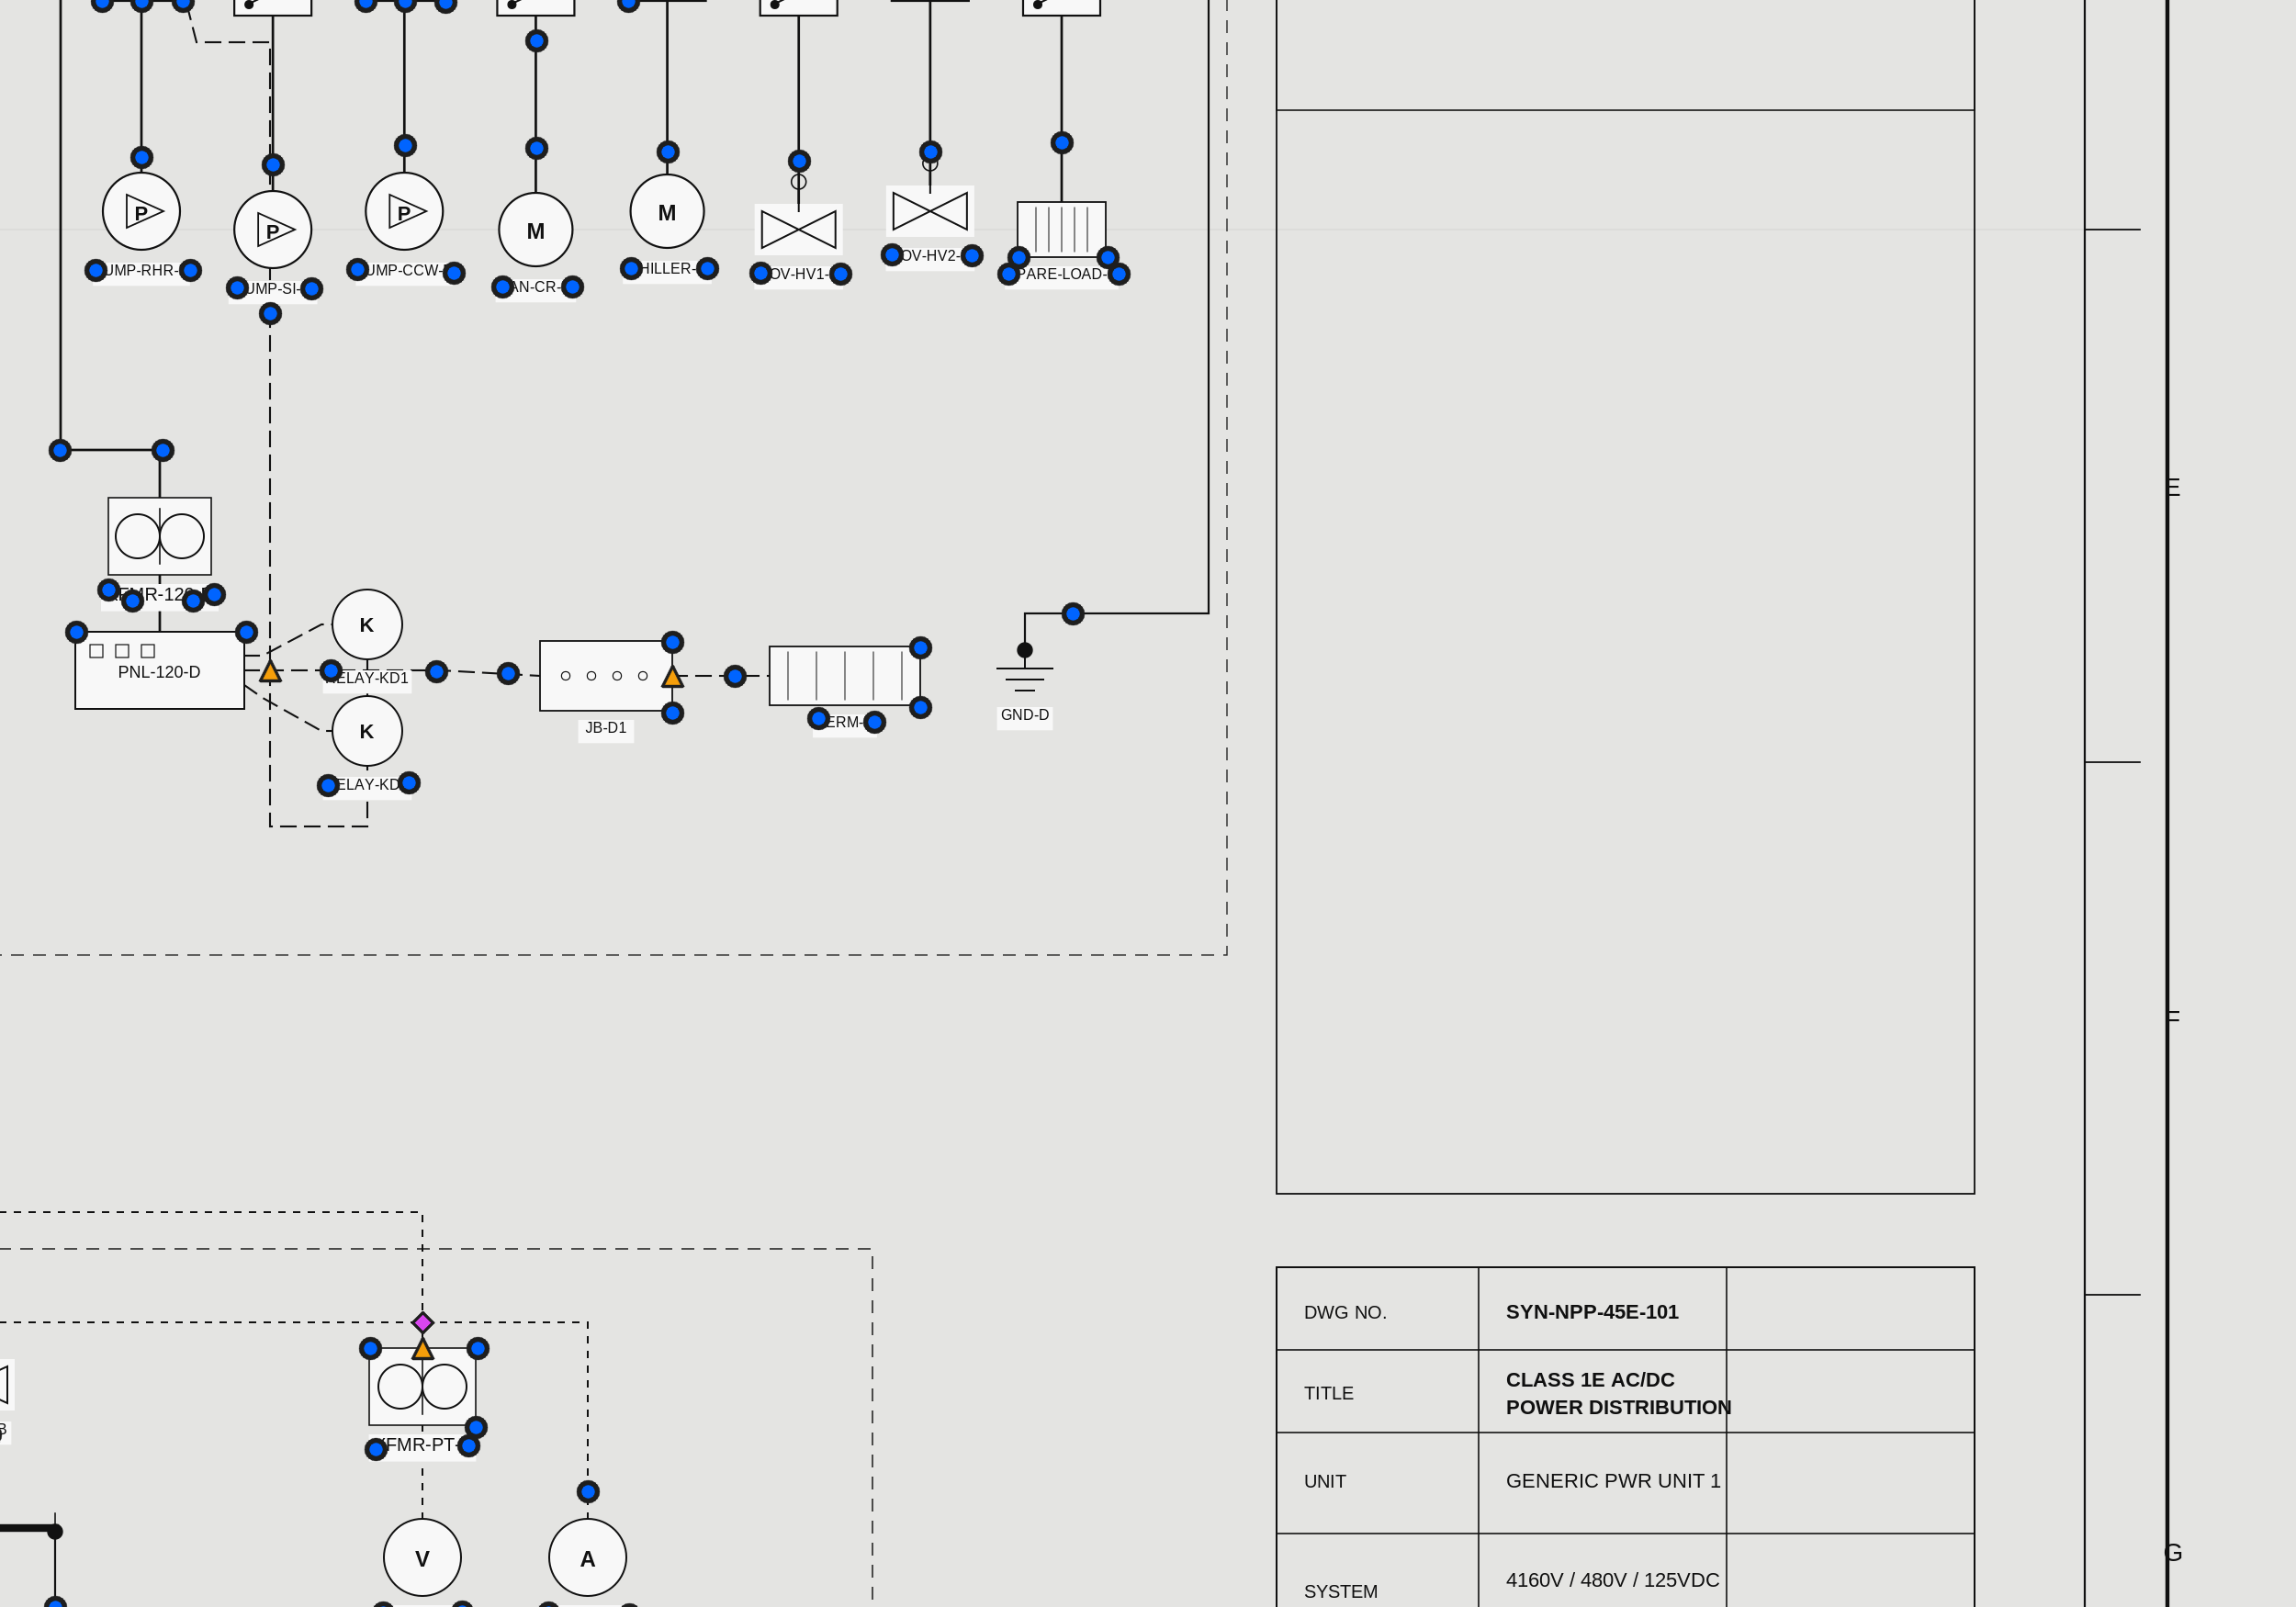 P
P
P
M
M
UMP-RHR-
UMP-SI-
UMP-CCW-
AN-CR-
HILLER-
OV-HV1-
OV-HV2-
PARE-LOAD-
E
FMR-120-
K
PNL-120-D
ELAY-KD1
K
ELAY-KD
JB-D1
ERM-
GND-D
F
DWG NO.
SYN-NPP-45E-101
TITLE
CLASS 1E AC/DC
POWER DISTRIBUTION
UNIT
GENERIC PWR UNIT 1
SYSTEM
4160V / 480V / 125VDC
FMR-PT-
V
A
G